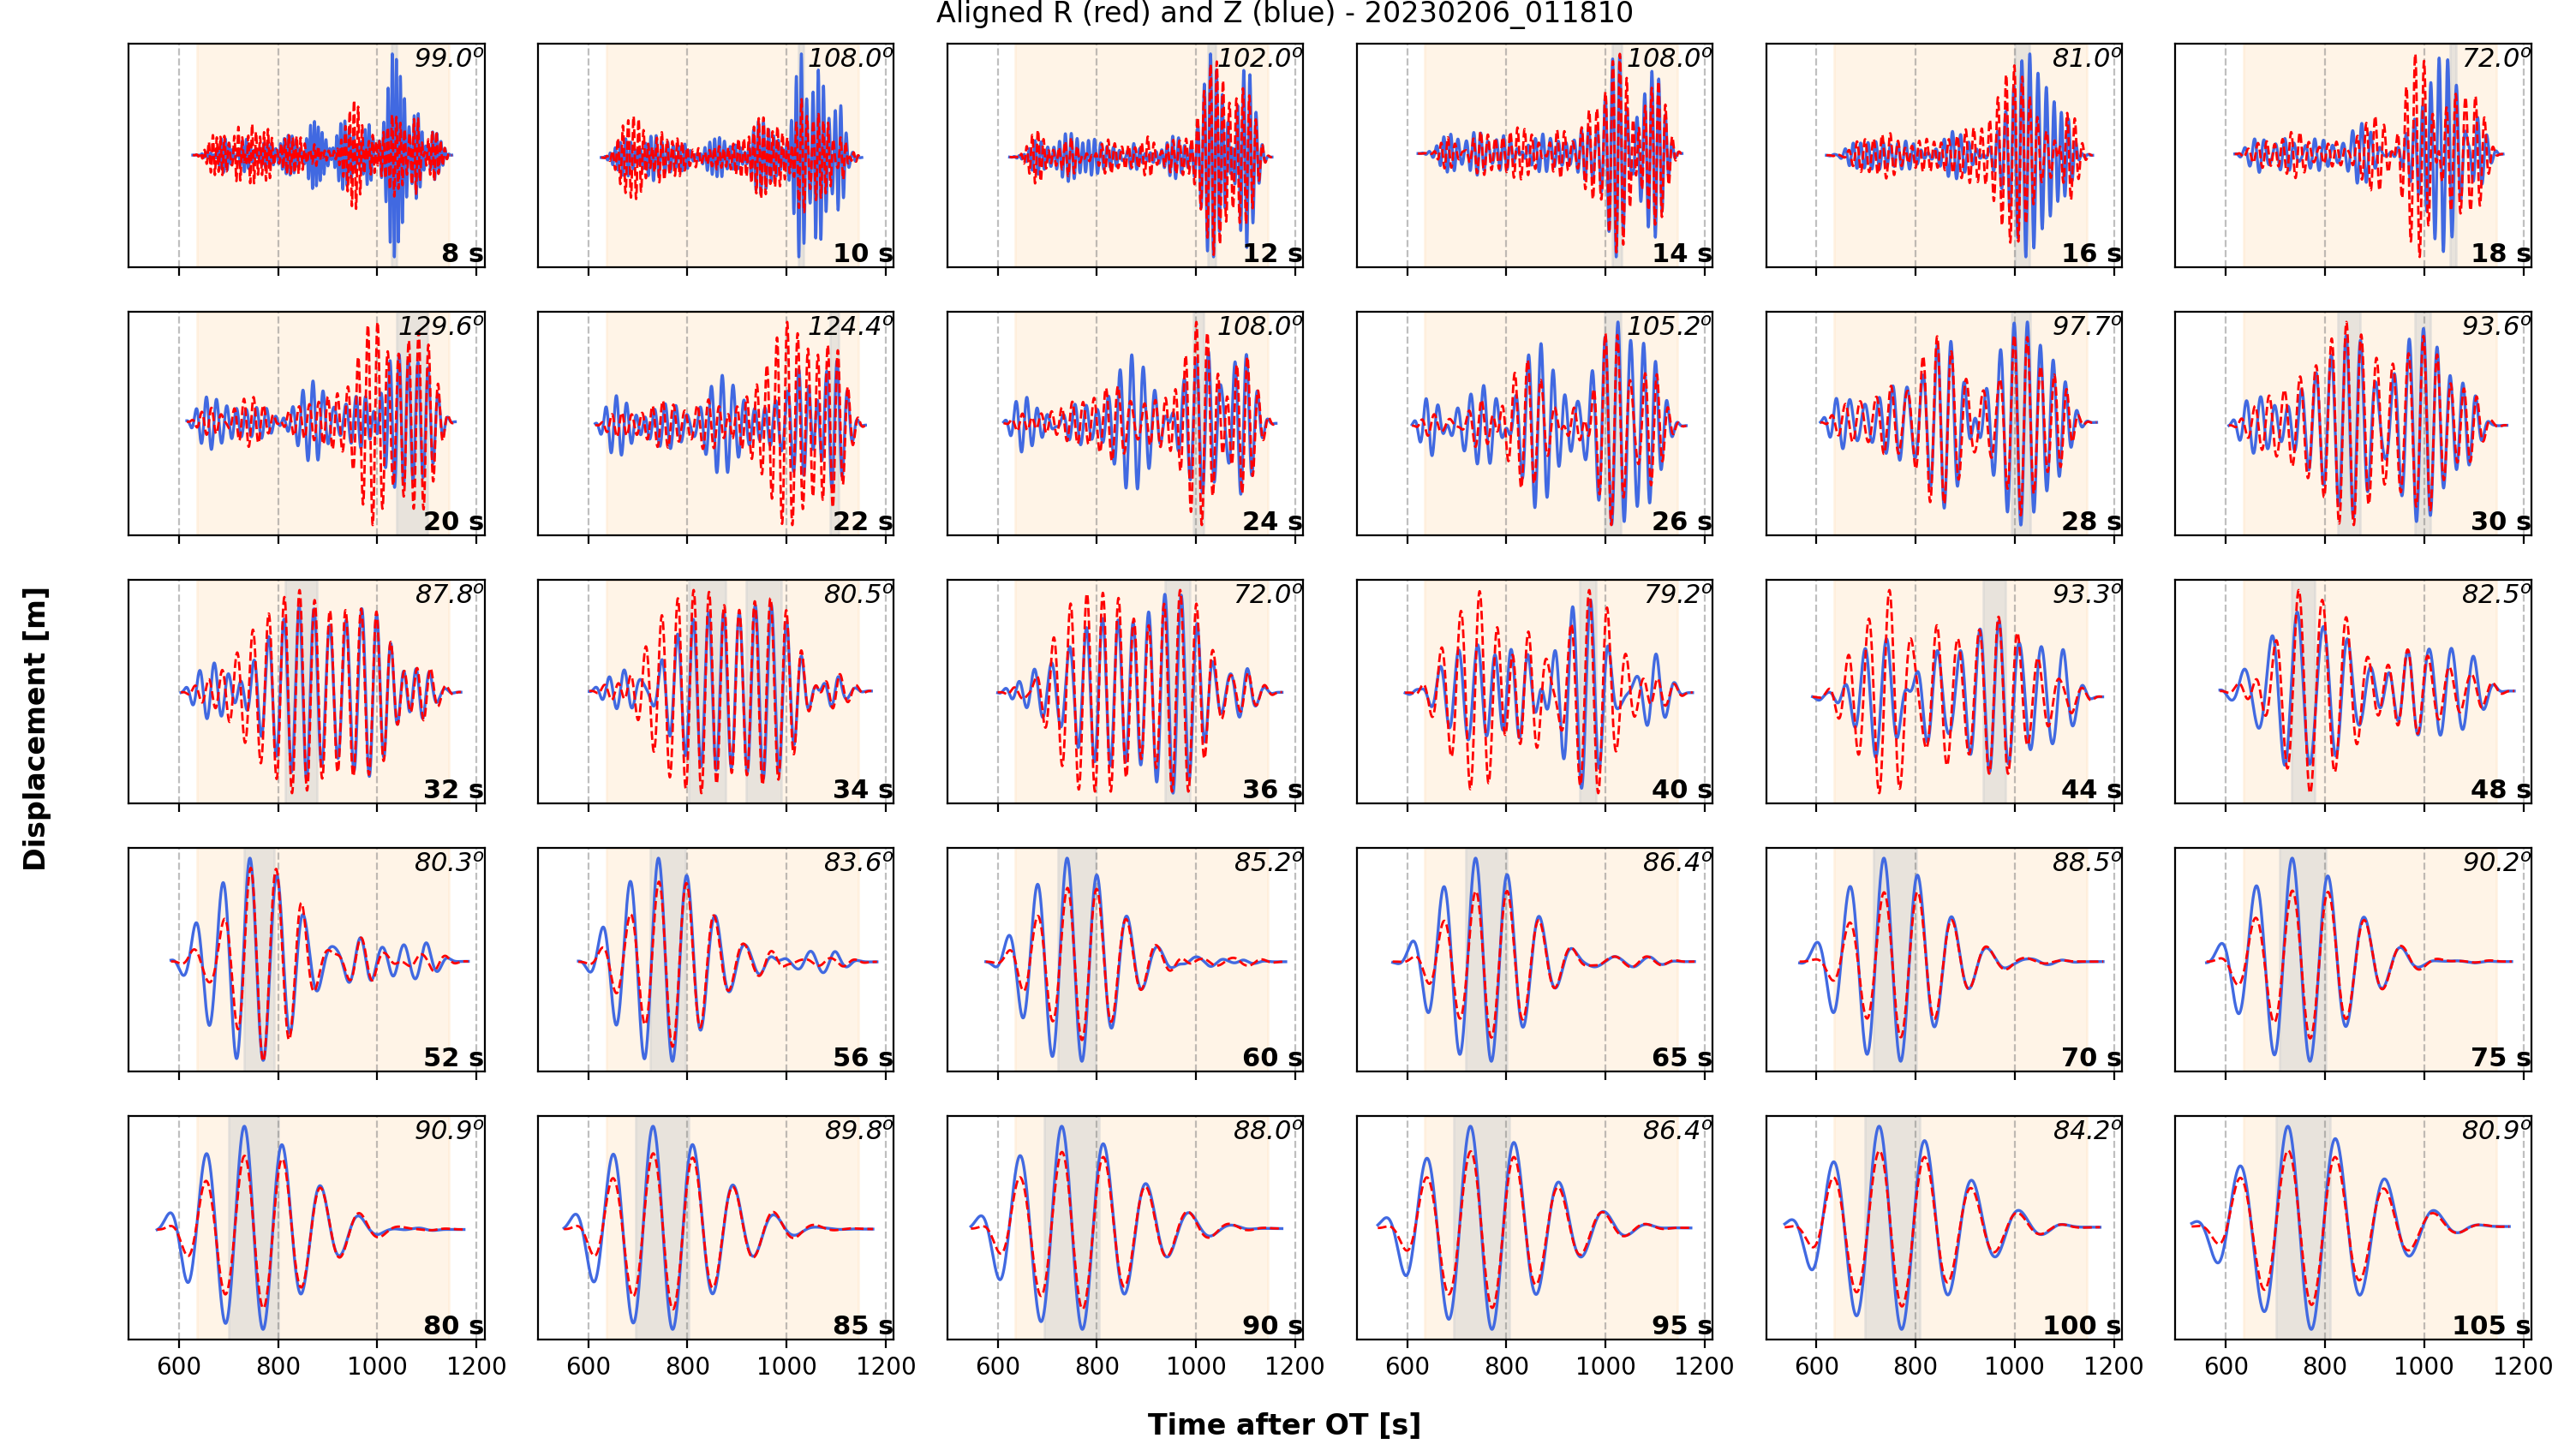 Aligned R (red) and Z (blue) - 20230206_011810
99.0º 108.0º 102.0º 108.0º 81.0º 72.0º
8 s 10 s 12 s 14 s 16 s 18 s
129.6º 124.4º 108.0º 105.2º 97.7º 93.6º
20 s 22 s 24 s 26 s 28 s 30 s
87.8º 80.5º 72.0º 79.2º 93.3º 82.5º
Displacement [m]
32 s 34 s 36 s 40 s 44 s 48 s
80.3º 83.6º 85.2º 86.4º 88.5º 90.2º
52 s 56 s 60 s 65 s 70 s 75 s
90.9º 89.8º 88.0º 86.4º 84.2º 80.9º
80 s 85 s 90 s 95 s 100 s 105 s
600 800 1000 1200 600 800 1000 1200 600 800 1000 1200 600 800 1000 1200 600 800 1000 1200 600 800 1000 1200
Time after OT [s]